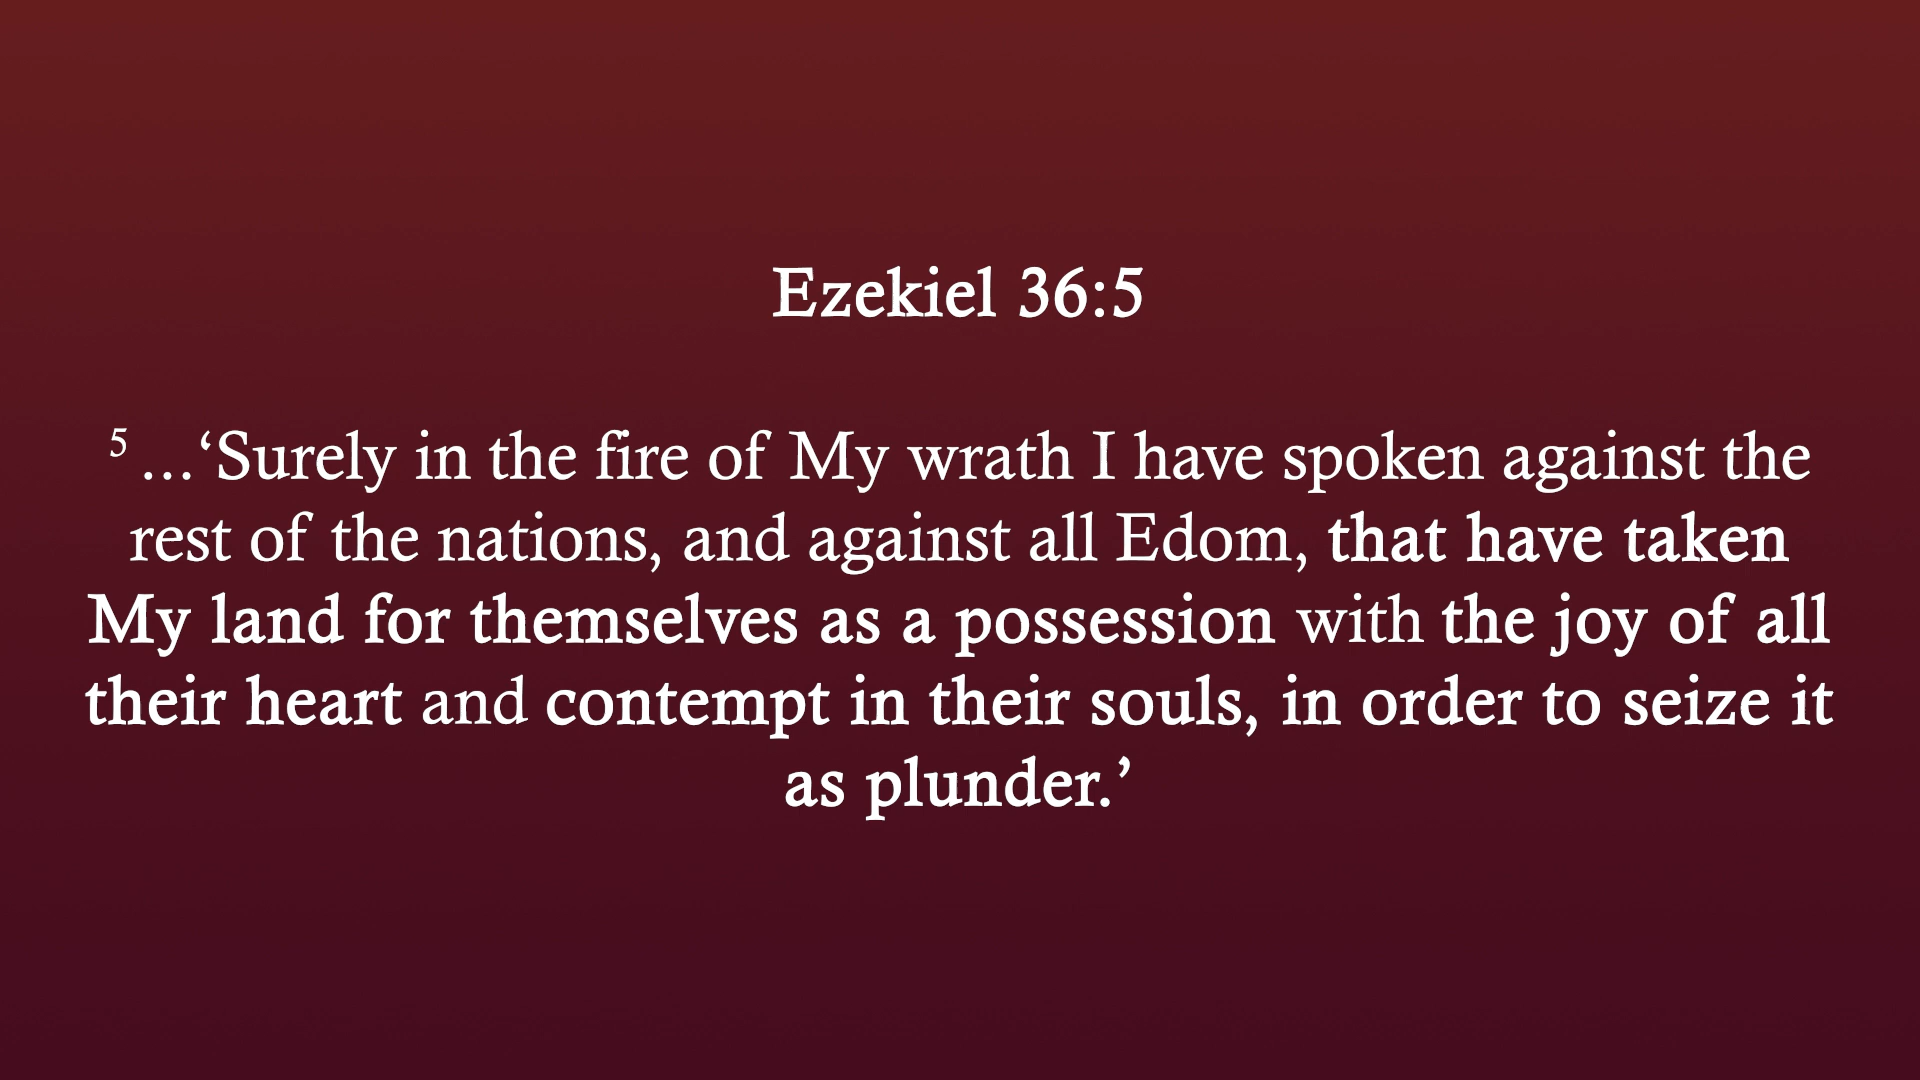 Ezekiel 36:5
5 …‘Surely in the fire of My wrath I have spoken against the
rest of the nations, and against all Edom, that have taken
My land for themselves as a possession with the joy of all
their heart and contempt in their souls, in order to seize it
as plunder.’